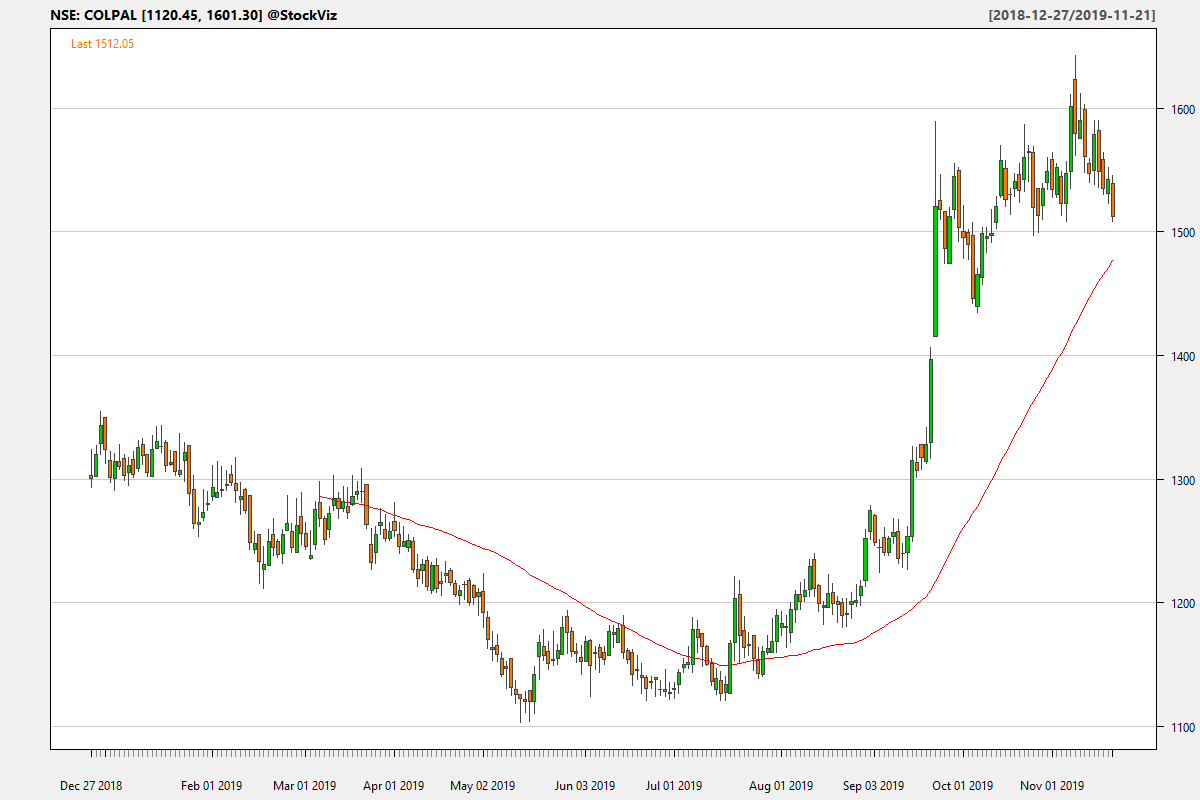 NSE: COLPAL [1120.45, 1601.30] @StockViz [2018-12-27/2019-11-21]
Last 1512.05
1600
1500
1400
1300
1200
1100
Dec 27 2018 Feb 01 2019 Mar 01 2019 Apr 01 2019 May 02 2019 Jun 03 2019 Jul 01 2019 Aug 01 2019 Sep 03 2019 Oct 01 2019 Nov 01 2019